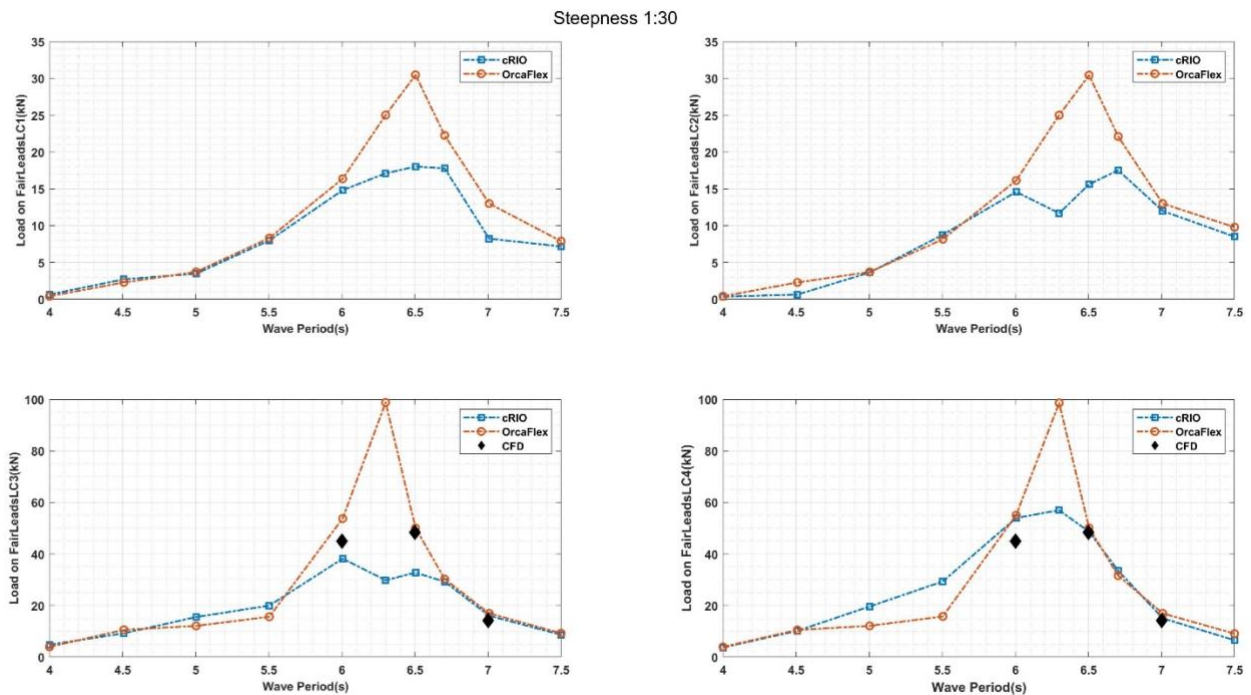 Steepness 1:30
35
30
25
20
15
10
5
0
Load on FairLeadsLC1(kN)
cRIO
OrcaFlex
4 4.5 5 5.5 6 6.5 7 7.5
Wave Period(s)
35
30
25
20
15
10
5
0
Load on FairLeadsLC2(kN)
cRIO
OrcaFlex
4 4.5 5 5.5 6 6.5 7 7.5
Wave Period(s)
100
80
60
40
20
0
Load on FairLeadsLC3(kN)
cRIO
OrcaFlex
CFD
4 4.5 5 5.5 6 6.5 7 7.5
Wave Period(s)
100
80
60
40
20
0
Load on FairLeadsLC4(kN)
cRIO
OrcaFlex
CFD
4 4.5 5 5.5 6 6.5 7 7.5
Wave Period(s)